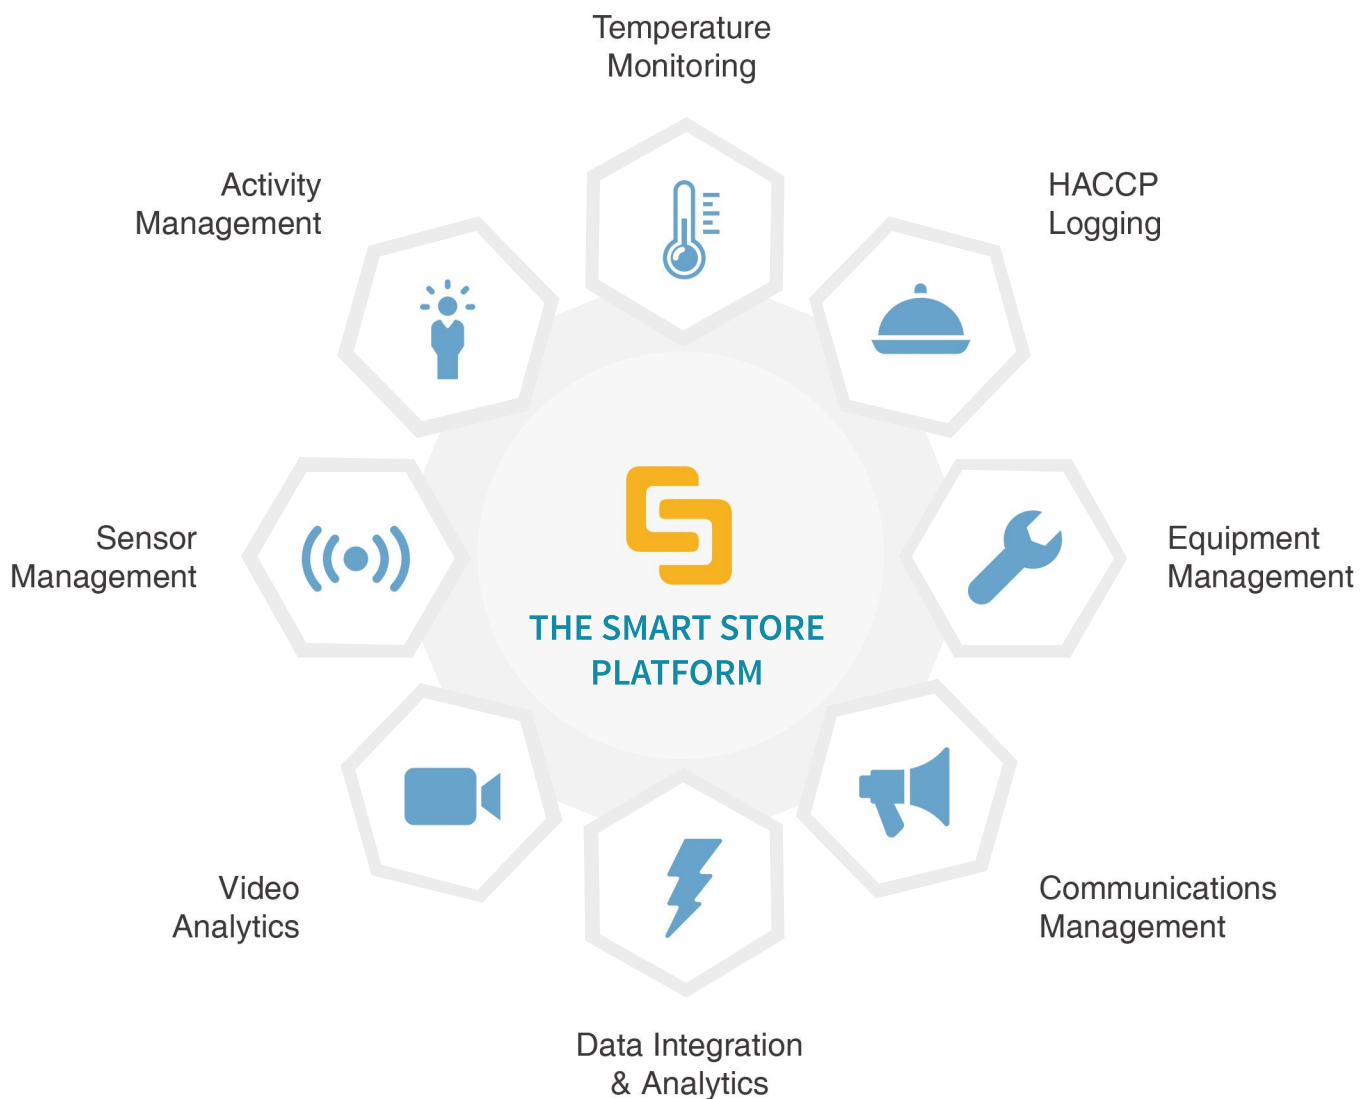 Temperature
Monitoring
Activity
Management
HACCP
Logging
Sensor
Management
THE SMART STORE
PLATFORM
Equipment
Management
Video
Analytics
Communications
Management
Data Integration
& Analytics